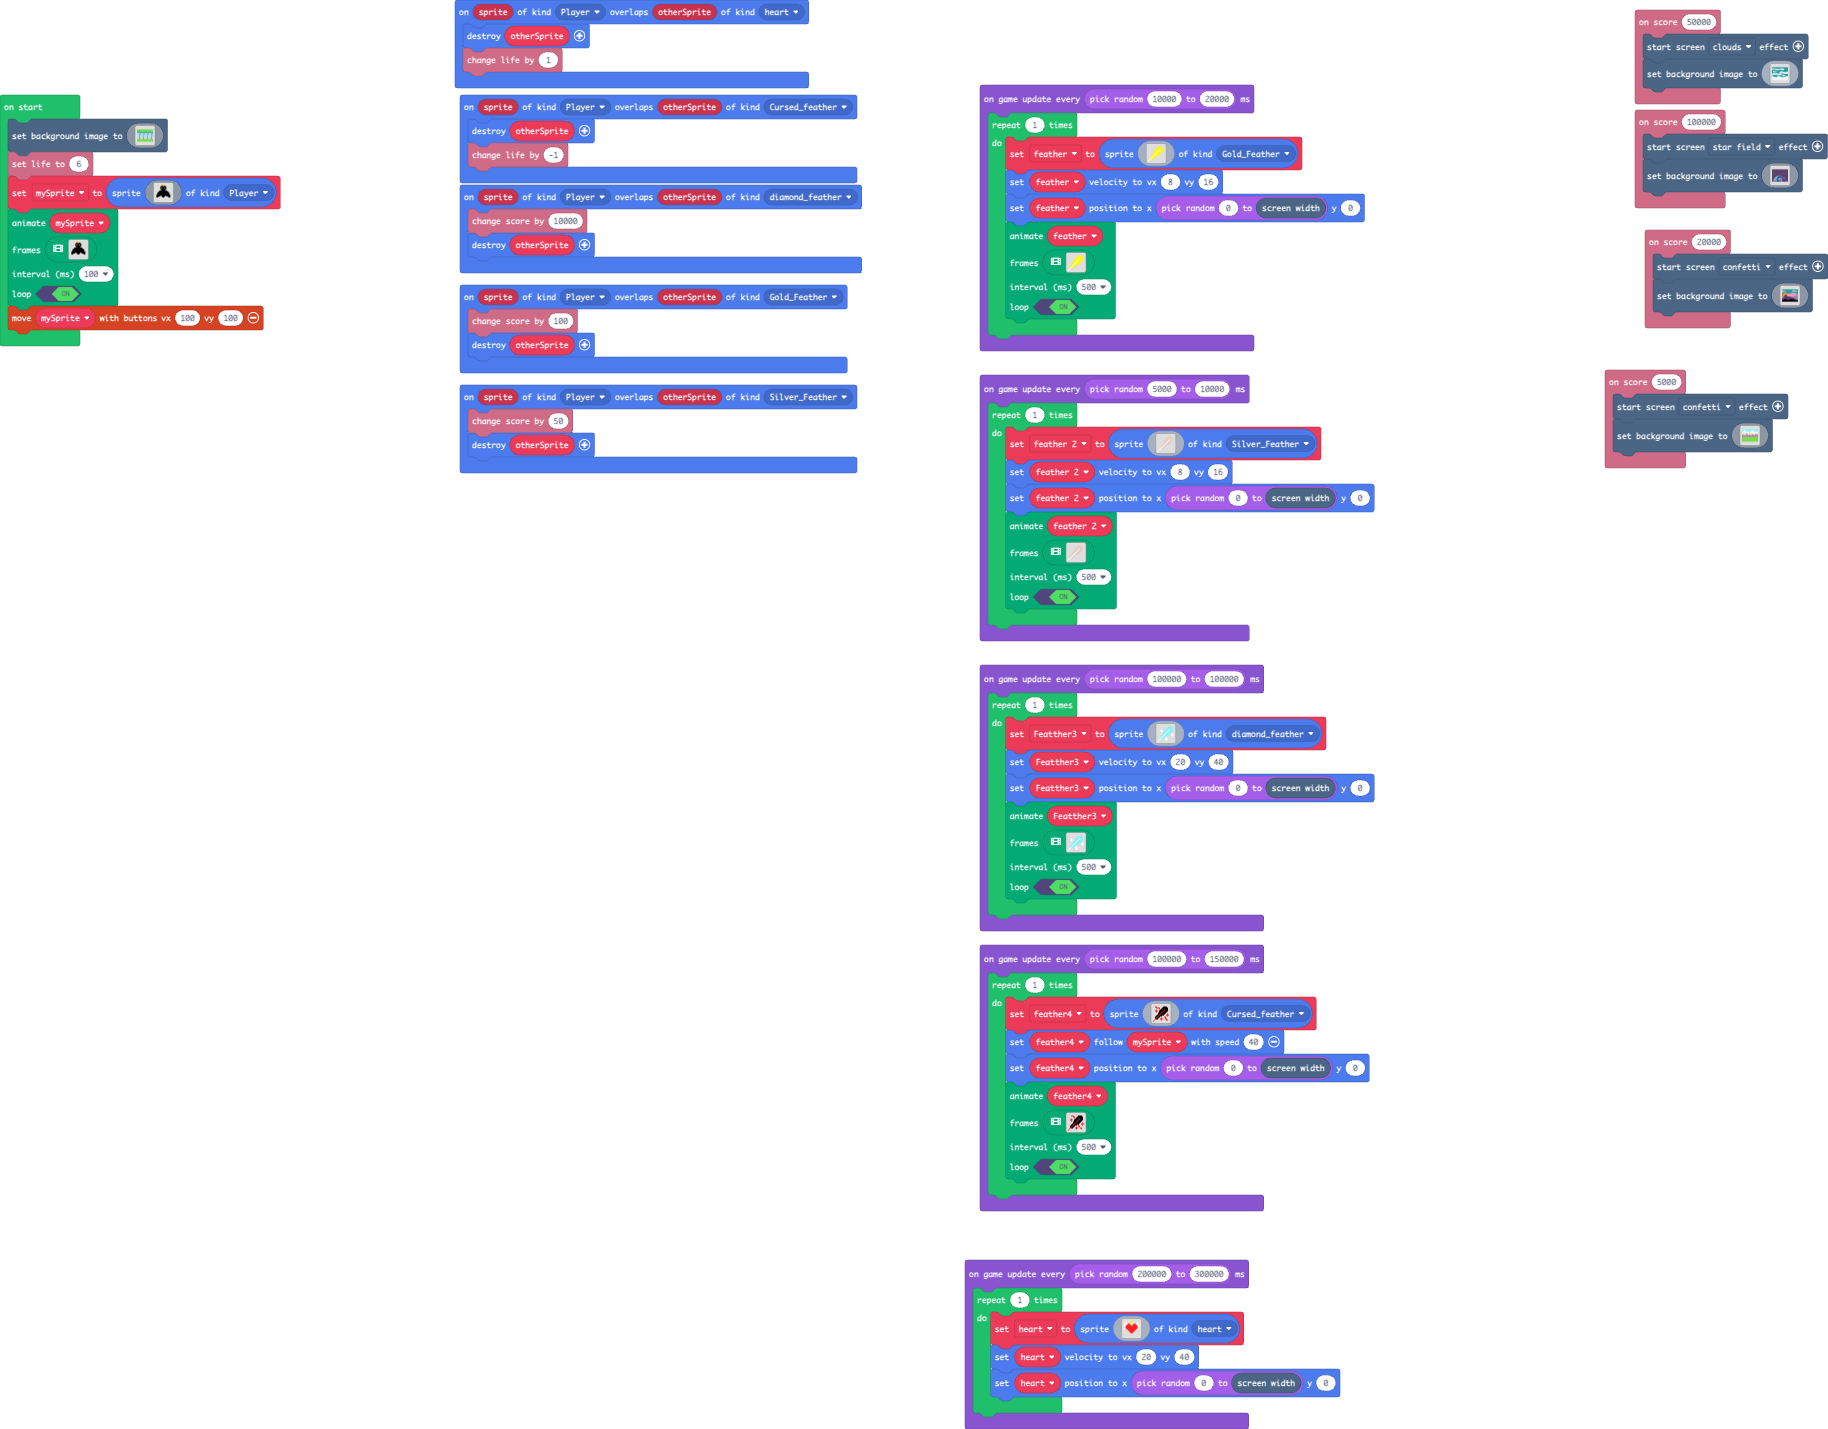 on start
set background image to
set life to 6
set mySprite to sprite of kind Player
animate mySprite
frames
interval (ms) 100
loop ON
move mySprite with buttons vx 100 vy 100
on sprite of kind Player overlaps otherSprite of kind heart
destroy otherSprite
change life by 1
on sprite of kind Player overlaps otherSprite of kind Cursed_feather
destroy otherSprite
change life by -1
on sprite of kind Player overlaps otherSprite of kind diamond_feather
change score by 10000
destroy otherSprite
on sprite of kind Player overlaps otherSprite of kind Gold_Feather
change score by 100
destroy otherSprite
on sprite of kind Player overlaps otherSprite of kind Silver_Feather
change score by 50
destroy otherSprite
on game update every pick random 10000 to 20000 ms
repeat 1 times
do
set feather to sprite of kind Gold_Feather
set feather velocity to vx 8 vy 16
set feather position to x pick random 0 to screen width y 0
animate feather
frames
interval (ms) 500
loop ON
on game update every pick random 5000 to 10000 ms
repeat 1 times
do
set feather 2 to sprite of kind Silver_Feather
set feather 2 velocity to vx 8 vy 16
set feather 2 position to x pick random 0 to screen width y 0
animate feather 2
frames
interval (ms) 500
loop ON
on game update every pick random 100000 to 100000 ms
repeat 1 times
do
set Featther3 to sprite of kind diamond_feather
set Featther3 velocity to vx 20 vy 40
set Featther3 position to x pick random 0 to screen width y 0
animate Featther3
frames
interval (ms) 500
loop ON
on game update every pick random 100000 to 150000 ms
repeat 1 times
do
set feather4 to sprite of kind Cursed_feather
set feather4 follow mySprite with speed 40
set feather4 position to x pick random 0 to screen width y 0
animate feather4
frames
interval (ms) 500
loop ON
on game update every pick random 200000 to 300000 ms
repeat 1 times
do
set heart to sprite of kind heart
set heart velocity to vx 20 vy 40
set heart position to x pick random 0 to screen width y 0
on score 50000
start screen clouds effect
set background image to
on score 100000
start screen star field effect
set background image to
on score 20000
start screen confetti effect
set background image to
on score 5000
start screen confetti effect
set background image to